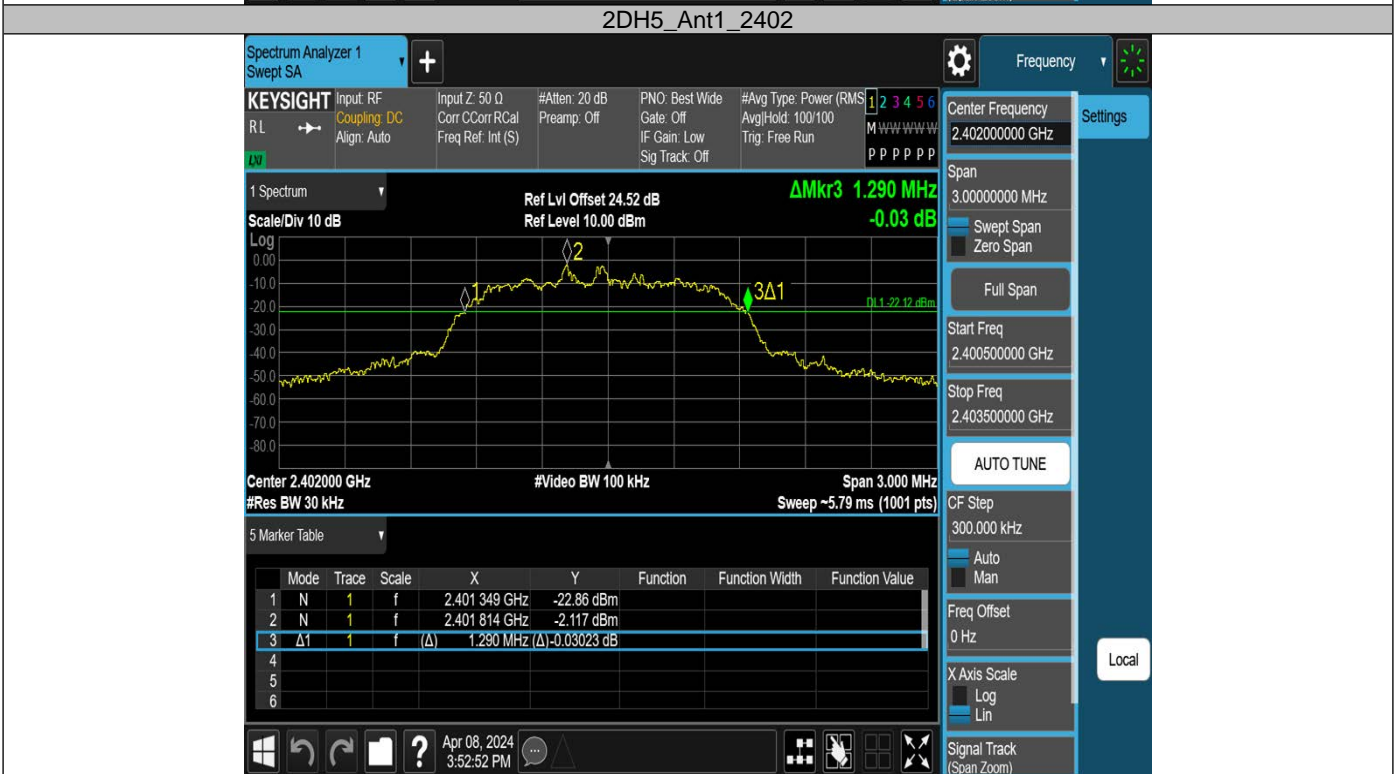 2DH5_Ant1_2402
Spectrum Analyzer 1
Swept SA
+
Frequency
KEYSIGHT
RL
LXI
Input: RF
Coupling: DC
Align: Auto
Input Z: 50 Ω
Corr CCorr RCal
Freq Ref: Int (S)
#Atten: 20 dB
Preamp: Off
PNO: Best Wide
Gate: Off
IF Gain: Low
Sig Track: Off
#Avg Type: Power (RMS
Avg|Hold: 100/100
Trig: Free Run
1 2 3 4 5 6
M W W W W W
P P P P P P
Center Frequency
2.402000000 GHz
Settings
Span
3.00000000 MHz
Swept Span
Zero Span
Full Span
Start Freq
2.400500000 GHz
Stop Freq
2.403500000 GHz
AUTO TUNE
CF Step
300.000 kHz
Auto
Man
Freq Offset
0 Hz
X Axis Scale
Log
Lin
Signal Track
(Span Zoom)
Local
1 Spectrum
Scale/Div 10 dB
Ref Lvl Offset 24.52 dB
Ref Level 10.00 dBm
ΔMkr3 1.290 MHz
-0.03 dB
Log
0.00
-10.0
-20.0
-30.0
-40.0
-50.0
-60.0
-70.0
-80.0
1
2
3Δ1
DL1 -22.12 dBm
Center 2.402000 GHz
#Video BW 100 kHz
Span 3.000 MHz
#Res BW 30 kHz
Sweep ~5.79 ms (1001 pts)
5 Marker Table
Mode Trace Scale X Y Function Function Width Function Value
1 N 1 f 2.401 349 GHz -22.86 dBm
2 N 1 f 2.401 814 GHz -2.117 dBm
3 Δ1 1 f (Δ) 1.290 MHz (Δ) -0.03023 dB
4
5
6
?
Apr 08, 2024
3:52:52 PM